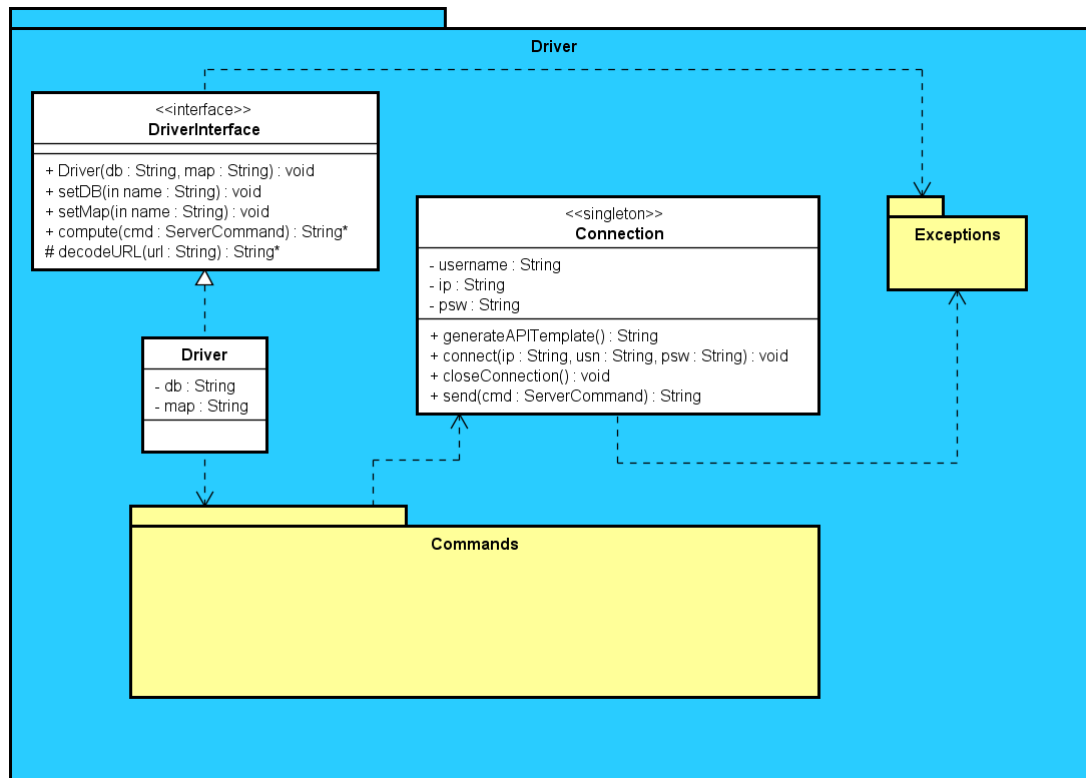 Driver
<<interface>>
DriverInterface
+ Driver(db : String, map : String) : void
+ setDB(in name : String) : void
+ setMap(in name : String) : void
+ compute(cmd : ServerCommand) : String*
# decodeURL(url : String) : String*
<<singleton>>
Connection
- username : String
- ip : String
- psw : String
+ generateAPITemplate() : String
+ connect(ip : String, usn : String, psw : String) : void
+ closeConnection() : void
+ send(cmd : ServerCommand) : String
Exceptions
Driver
- db : String
- map : String
Commands